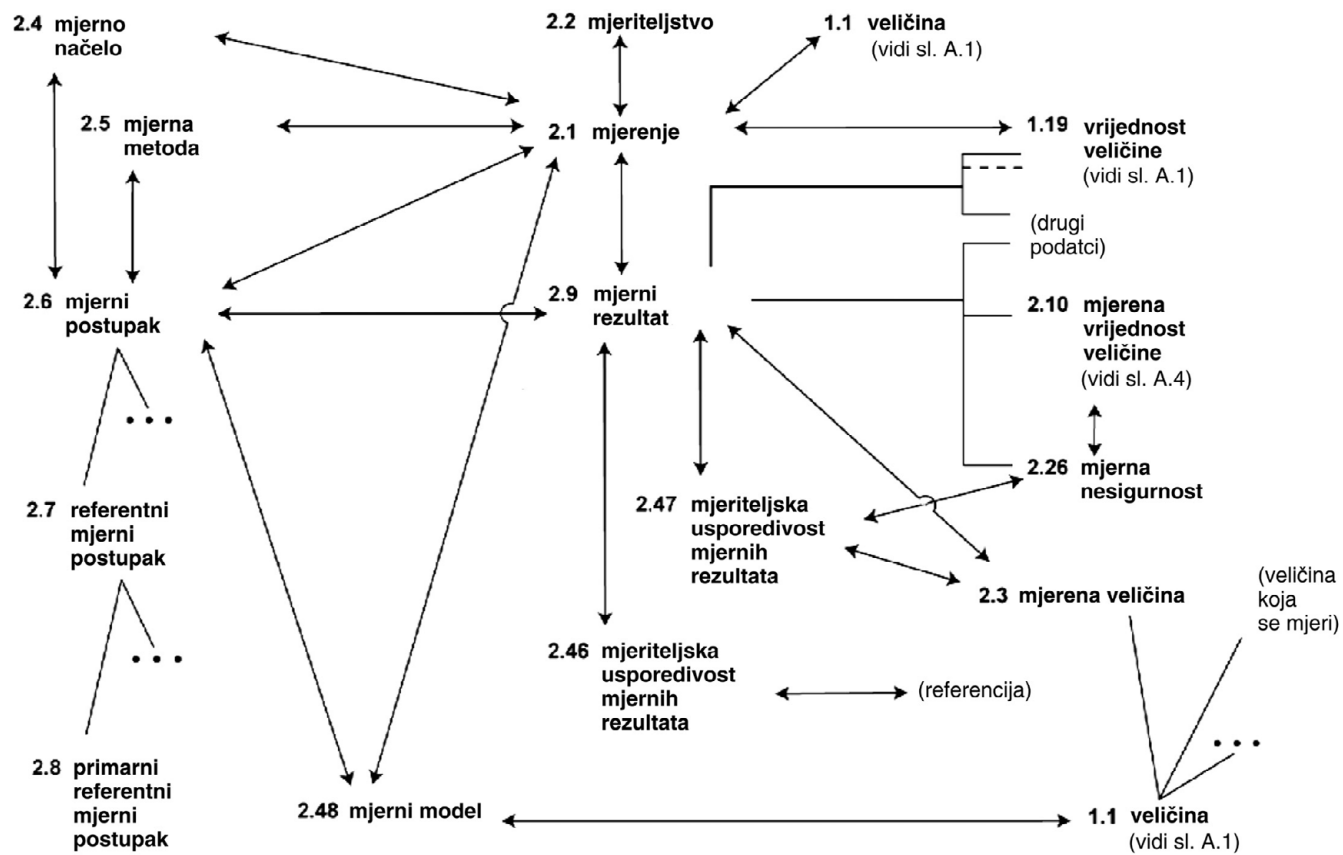 2.4 mjerno
načelo
2.2 mjeriteljstvo
1.1 veličina
(vidi sl. A.1)
2.5 mjerna
metoda
2.1 mjerenje
1.19 vrijednost
veličine
(vidi sl. A.1)
(drugi
podatci)
2.6 mjerni
postupak
2.9 mjerni
rezultat
2.10 mjerena
vrijednost
veličine
(vidi sl. A.4)
• • •
2.26 mjerna
nesigurnost
2.7 referentni
mjerni
postupak
2.47 mjeriteljska
usporedivost
mjernih
rezultata
2.3 mjerena veličina
(veličina
koja
se mjeri)
• • •
2.46 mjeriteljska
usporedivost
mjernih
rezultata
(referencija)
• • •
2.8 primarni
referentni
mjerni
postupak
2.48 mjerni model
1.1 veličina
(vidi sl. A.1)